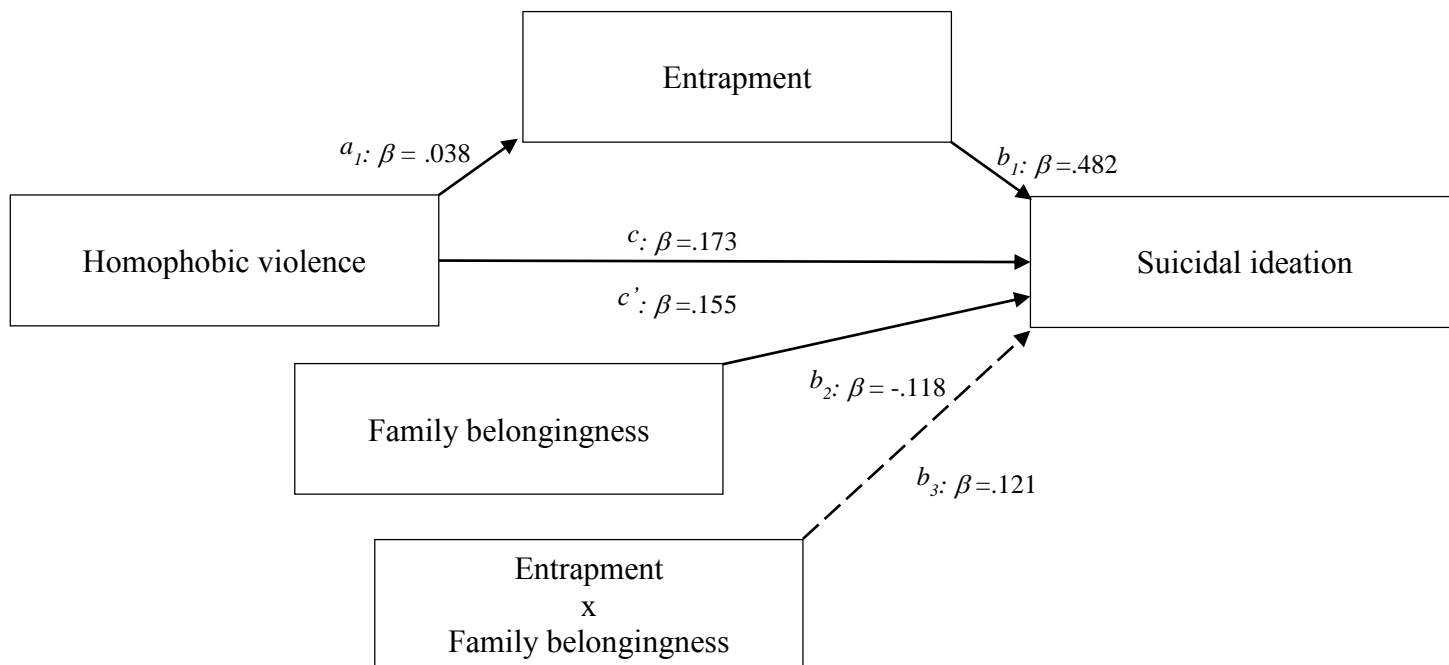 Entrapment
a1: β = .038
b1: β =.482
Homophobic violence
c: β =.173
Suicidal ideation
c’: β =.155
Family belongingness
b2: β = -.118
b3: β =.121
Entrapment
x
Family belongingness